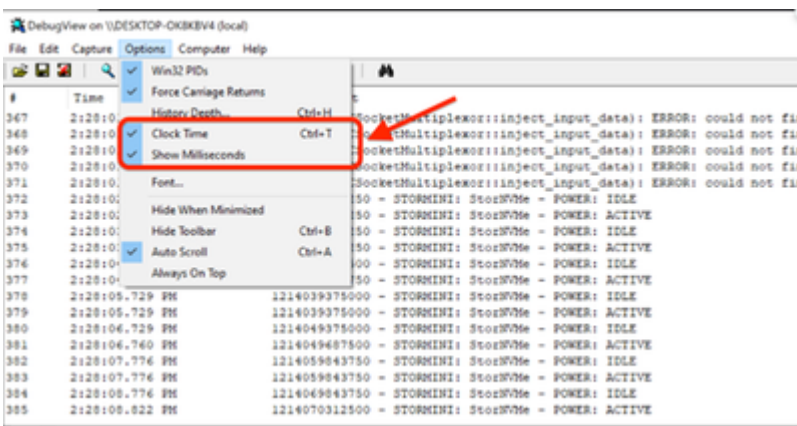 DebugView on \\DESKTOP-OK8KBV4 (local)
File Edit Capture Options Computer Help
Win32 PIDs
# Time Force Carriage Returns
History Depth... Ctrl+H
Clock Time Ctrl+T
Show Milliseconds
Font...
Hide When Minimized
Hide Toolbar Ctrl+B
Auto Scroll Ctrl+A
Always On Top
367 2:28:0 SocketMultiplexor::inject_input_data): ERROR: could not fi
368 2:28:0 SocketMultiplexor::inject_input_data): ERROR: could not fi
369 2:28:0 SocketMultiplexor::inject_input_data): ERROR: could not fi
370 2:28:0 SocketMultiplexor::inject_input_data): ERROR: could not fi
371 2:28:0 SocketMultiplexor::inject_input_data): ERROR: could not fi
372 2:28:0 50 - STORMINI: StorNVMe - POWER: IDLE
373 2:28:0 50 - STORMINI: StorNVMe - POWER: ACTIVE
374 2:28:0 50 - STORMINI: StorNVMe - POWER: IDLE
375 2:28:0 50 - STORMINI: StorNVMe - POWER: ACTIVE
376 2:28:0 00 - STORMINI: StorNVMe - POWER: IDLE
377 2:28:0 50 - STORMINI: StorNVMe - POWER: ACTIVE
378 2:28:05.729 PM 1214039375000 - STORMINI: StorNVMe - POWER: IDLE
379 2:28:05.729 PM 1214039375000 - STORMINI: StorNVMe - POWER: ACTIVE
380 2:28:06.729 PM 1214049375000 - STORMINI: StorNVMe - POWER: IDLE
381 2:28:06.760 PM 1214049687500 - STORMINI: StorNVMe - POWER: ACTIVE
382 2:28:07.776 PM 1214059843750 - STORMINI: StorNVMe - POWER: IDLE
383 2:28:07.776 PM 1214059843750 - STORMINI: StorNVMe - POWER: ACTIVE
384 2:28:08.776 PM 1214069843750 - STORMINI: StorNVMe - POWER: IDLE
385 2:28:08.822 PM 1214070312500 - STORMINI: StorNVMe - POWER: ACTIVE